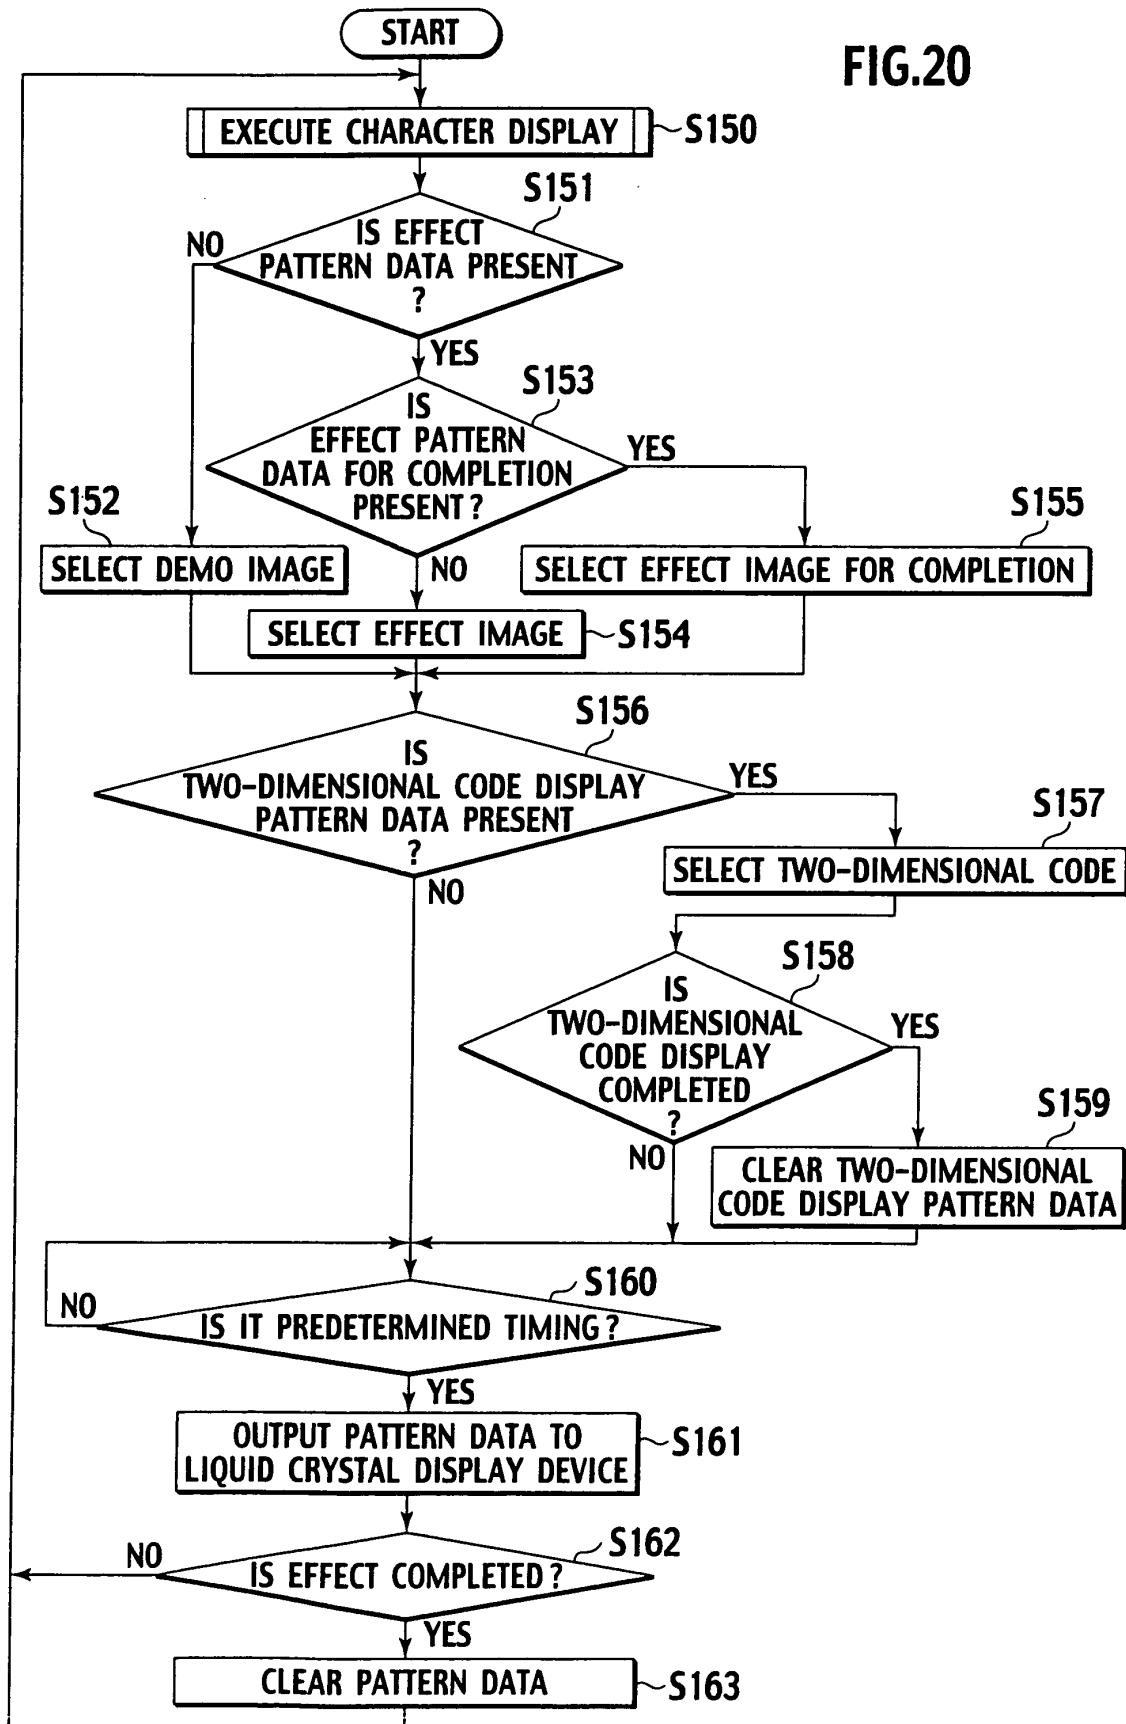 START
FIG.20
EXECUTE CHARACTER DISPLAY
S150
S151
IS EFFECT
PATTERN DATA PRESENT
?
NO
YES
S153
IS
EFFECT PATTERN
DATA FOR COMPLETION
PRESENT?
YES
NO
S152
SELECT DEMO IMAGE
S155
SELECT EFFECT IMAGE FOR COMPLETION
SELECT EFFECT IMAGE
S154
S156
IS
TWO-DIMENSIONAL CODE DISPLAY
PATTERN DATA PRESENT
?
YES
NO
S157
SELECT TWO-DIMENSIONAL CODE
S158
IS
TWO-DIMENSIONAL
CODE DISPLAY
COMPLETED
?
YES
NO
S159
CLEAR TWO-DIMENSIONAL
CODE DISPLAY PATTERN DATA
S160
IS IT PREDETERMINED TIMING?
NO
YES
OUTPUT PATTERN DATA TO
LIQUID CRYSTAL DISPLAY DEVICE
S161
S162
IS EFFECT COMPLETED?
NO
YES
CLEAR PATTERN DATA
S163